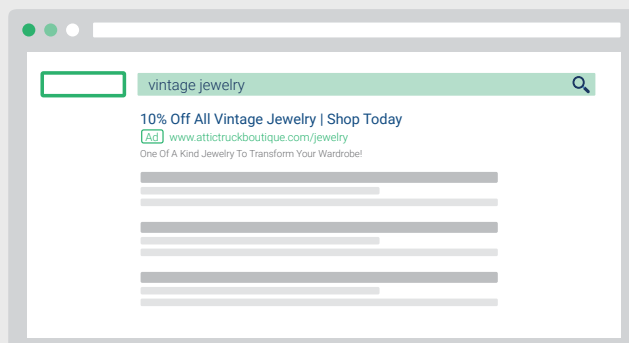 vintage jewelry
10% Off All Vintage Jewelry | Shop Today
Ad www.attictruckboutique.com/jewelry
One Of A Kind Jewelry To Transform Your Wardrobe!